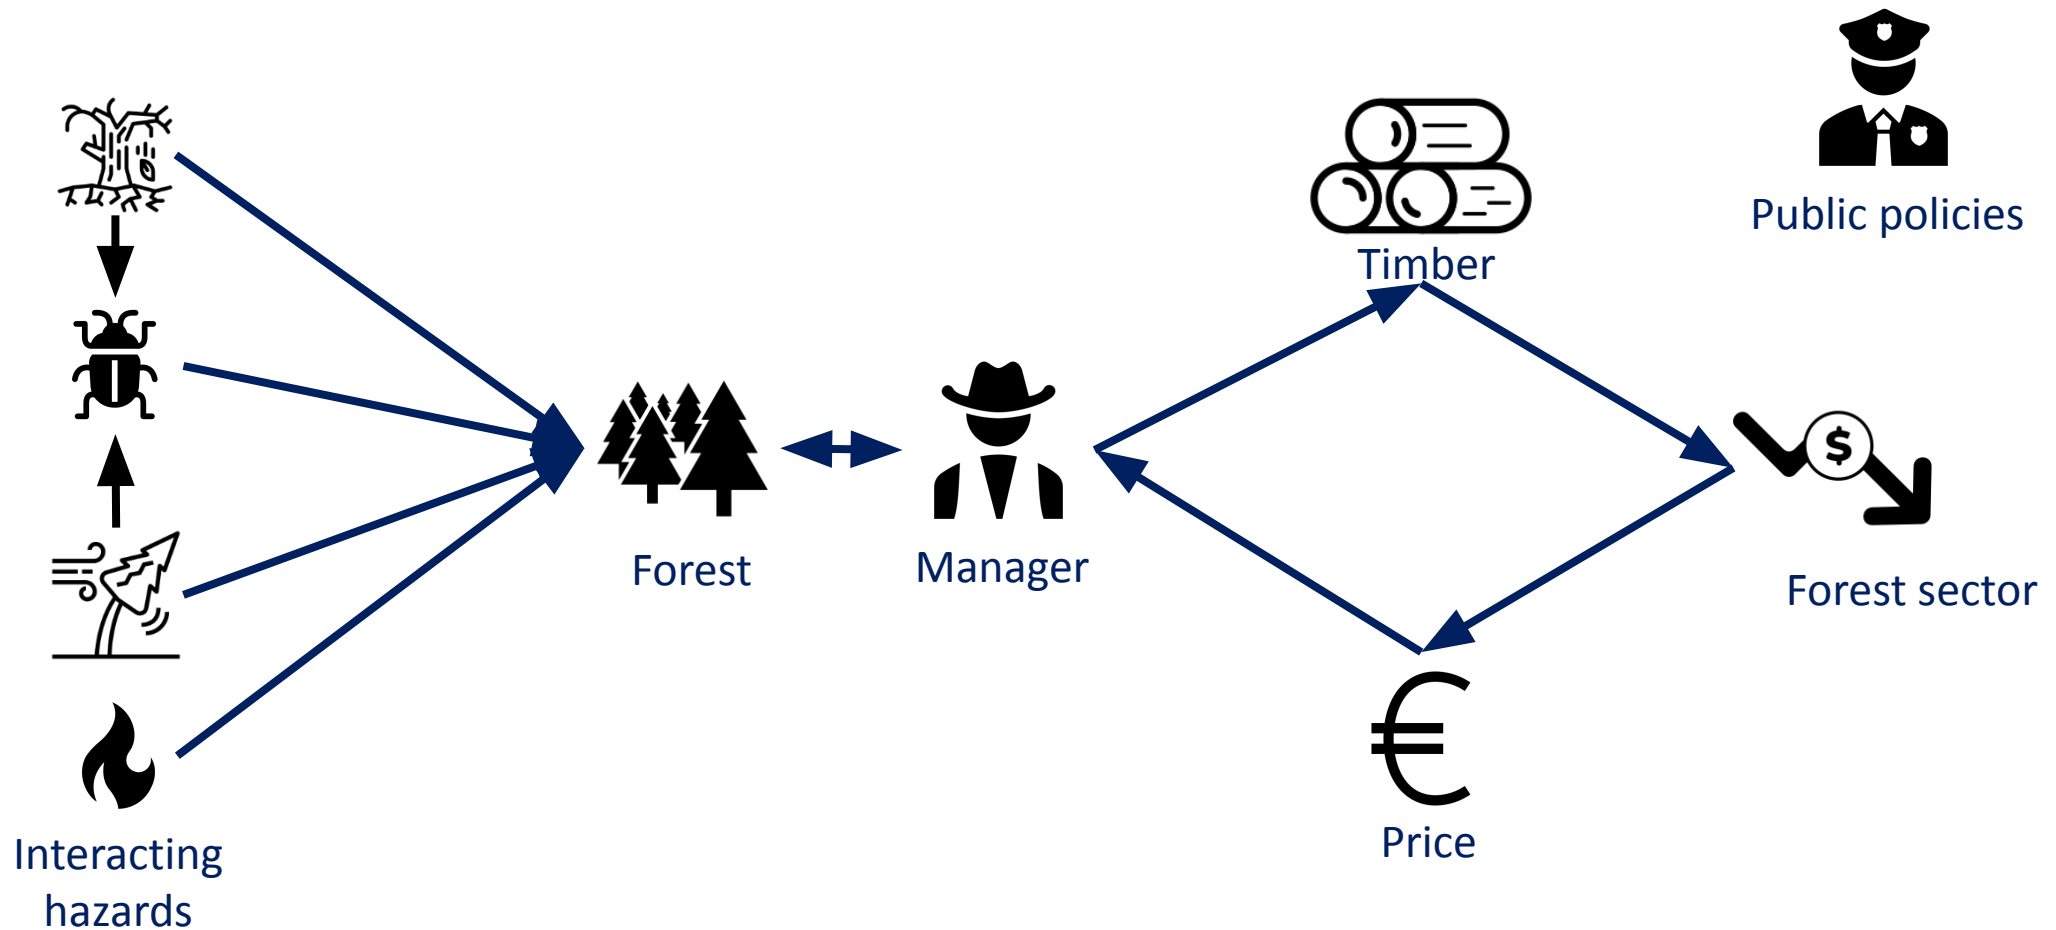 Public policies
Timber
$
Forest
Manager
Forest sector
€
Price
Interacting
hazards